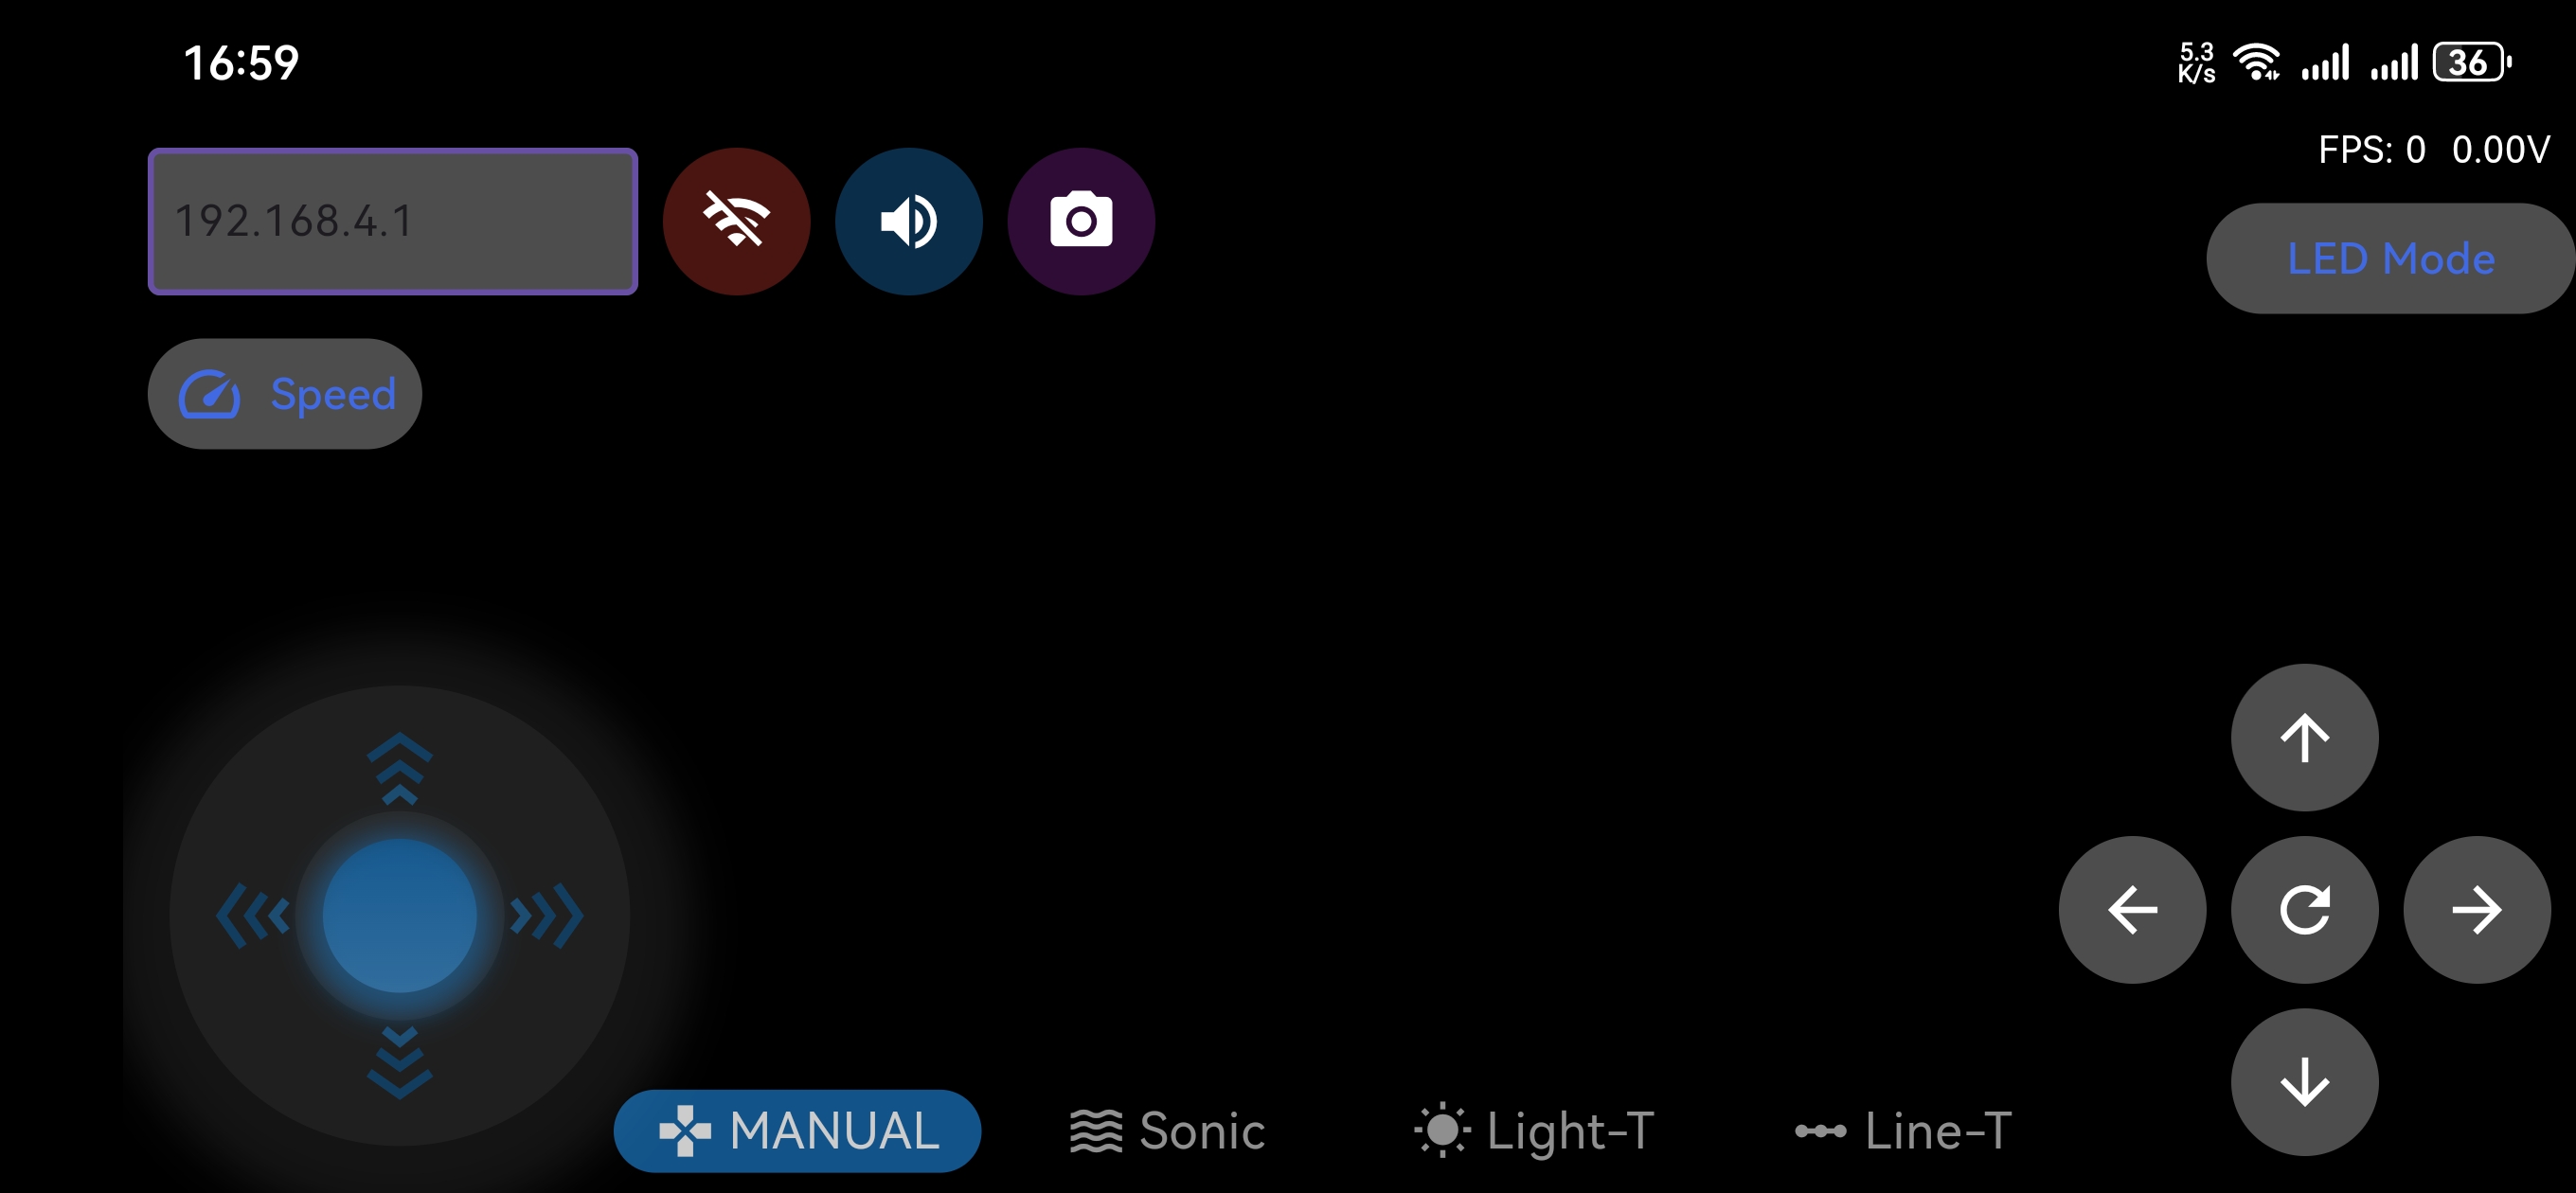 16:59
5.3
K/s
36
FPS: 0 0.00V
192.168.4.1
LED Mode
Speed
MANUAL
Sonic
Light-T
Line-T